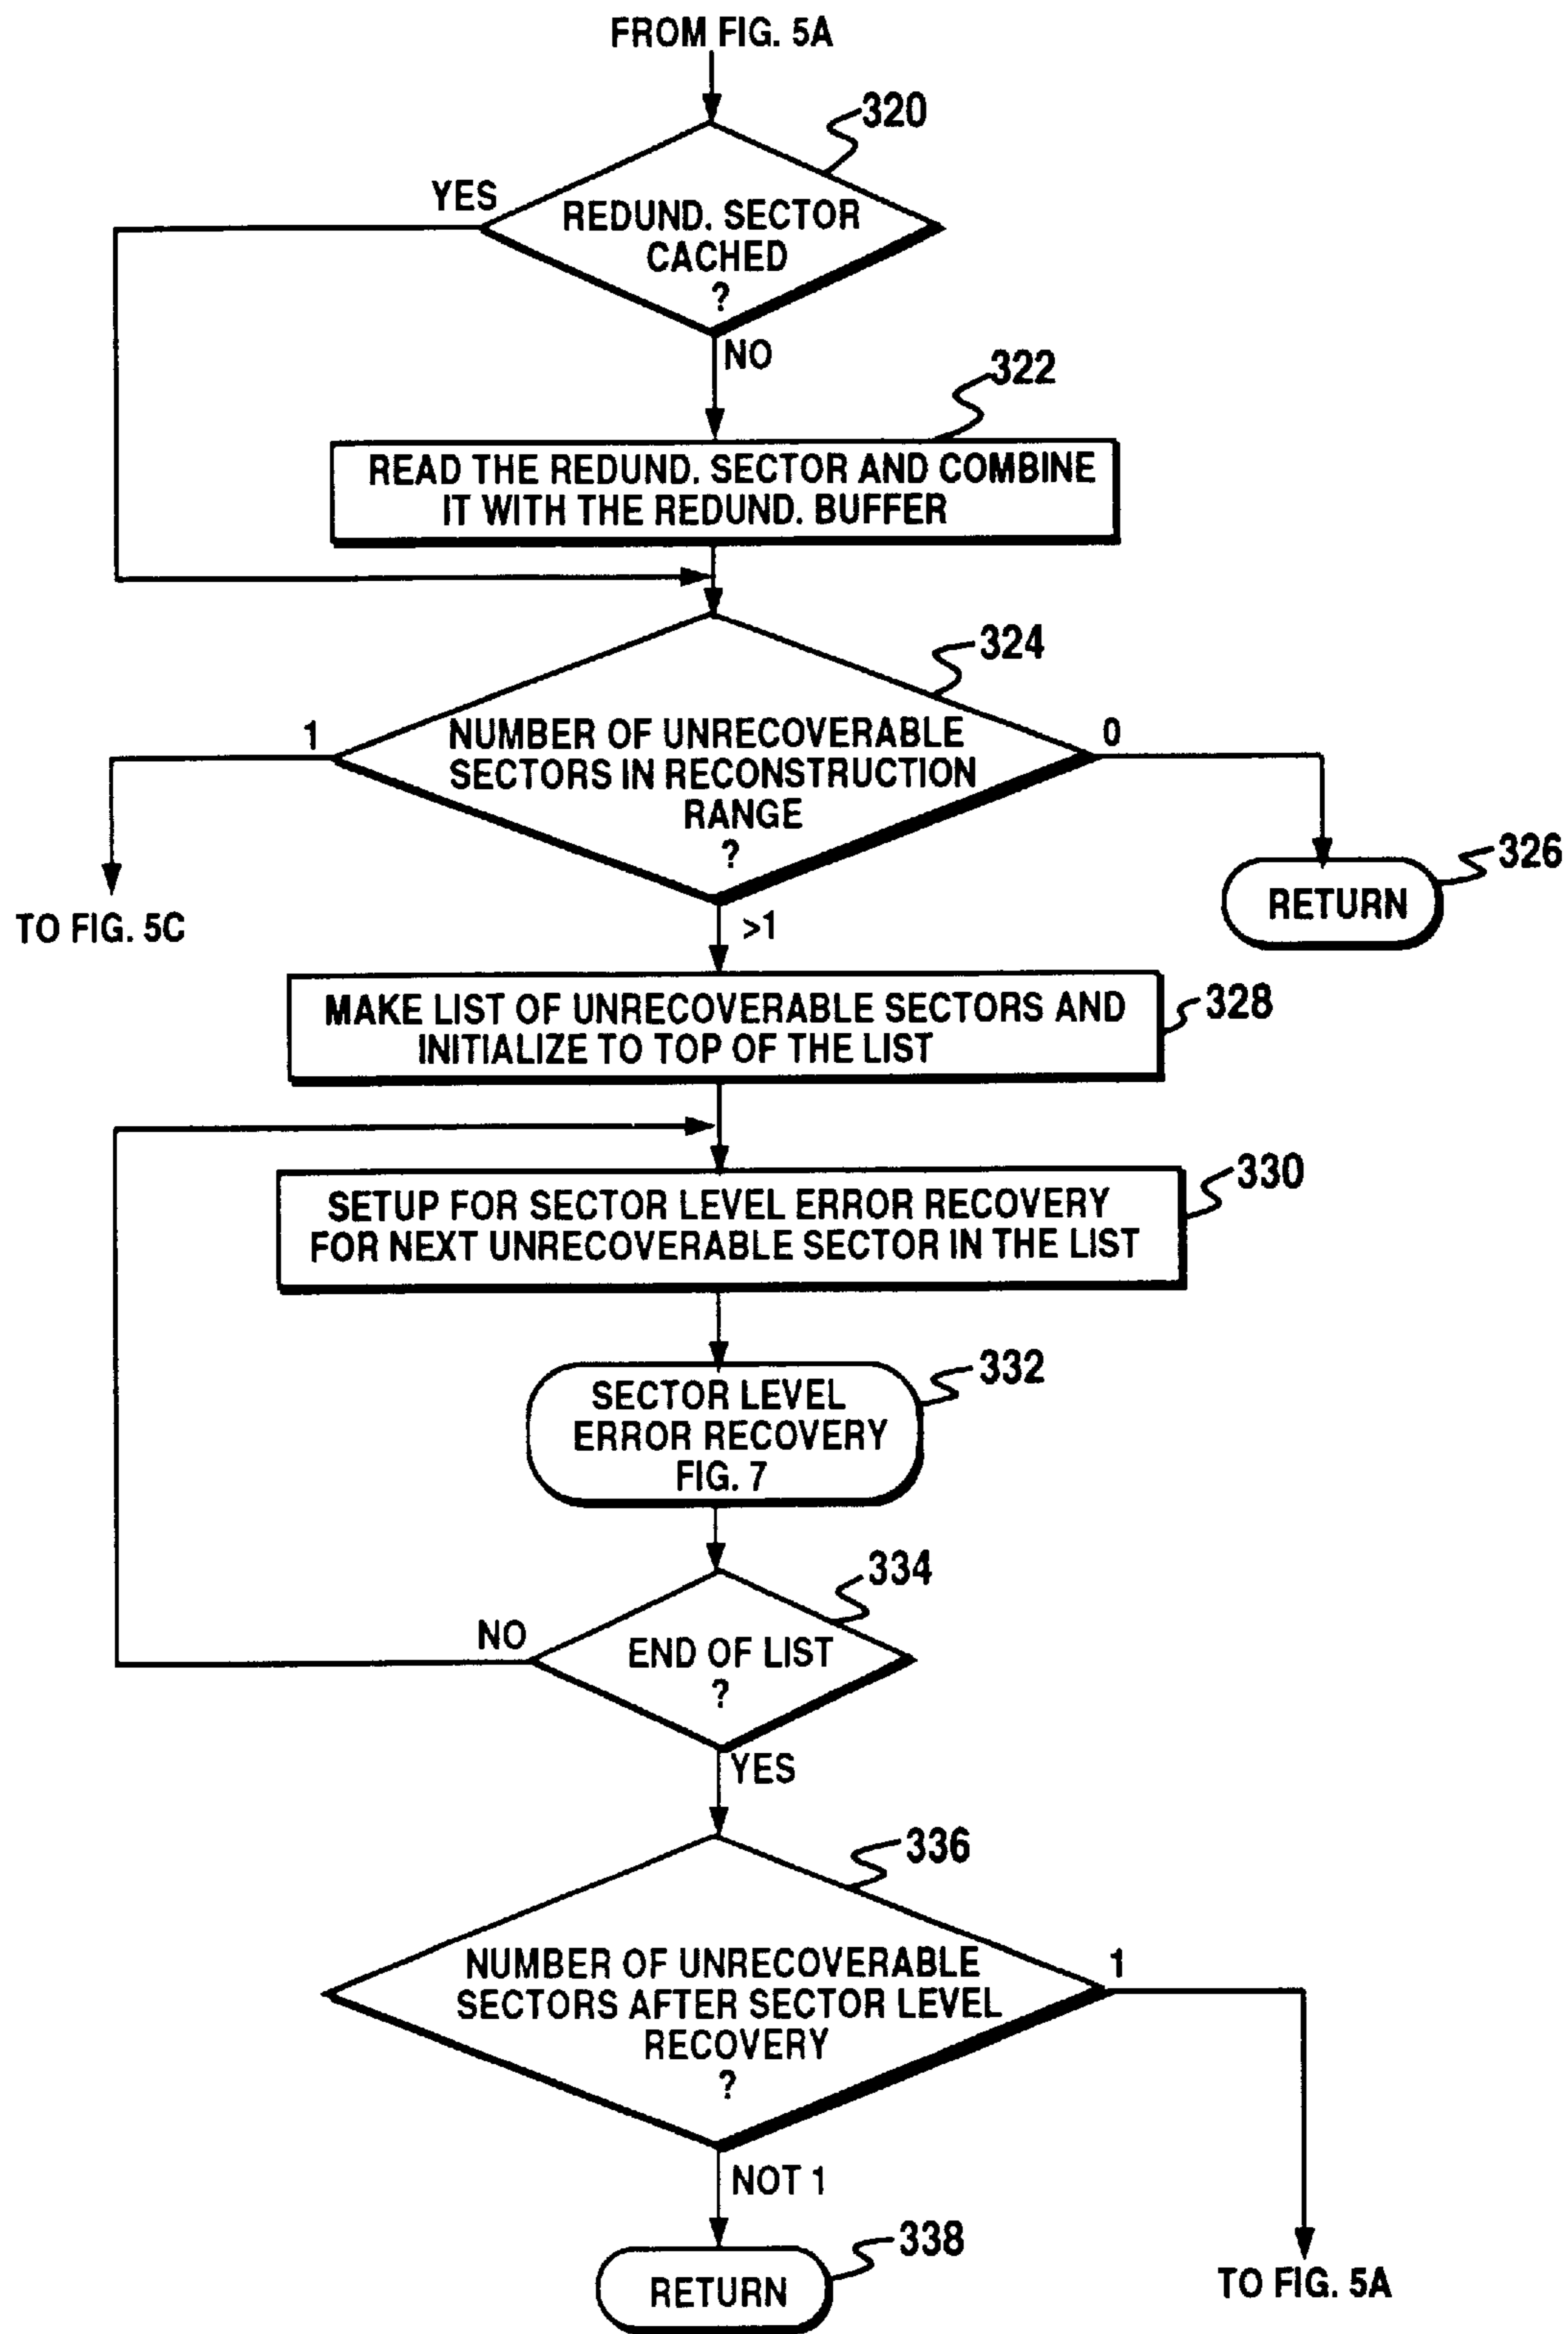 FROM FIG. 5A
320
YES
REDUND. SECTOR
CACHED
?
NO
322
READ THE REDUND. SECTOR AND COMBINE
IT WITH THE REDUND. BUFFER
324
1
NUMBER OF UNRECOVERABLE
SECTORS IN RECONSTRUCTION
RANGE
?
0
326
RETURN
TO FIG. 5C
>1
328
MAKE LIST OF UNRECOVERABLE SECTORS AND
INITIALIZE TO TOP OF THE LIST
330
SETUP FOR SECTOR LEVEL ERROR RECOVERY
FOR NEXT UNRECOVERABLE SECTOR IN THE LIST
332
SECTOR LEVEL
ERROR RECOVERY
FIG. 7
334
NO
END OF LIST
?
YES
336
NUMBER OF UNRECOVERABLE
SECTORS AFTER SECTOR LEVEL
RECOVERY
?
1
NOT 1
338
RETURN
TO FIG. 5A